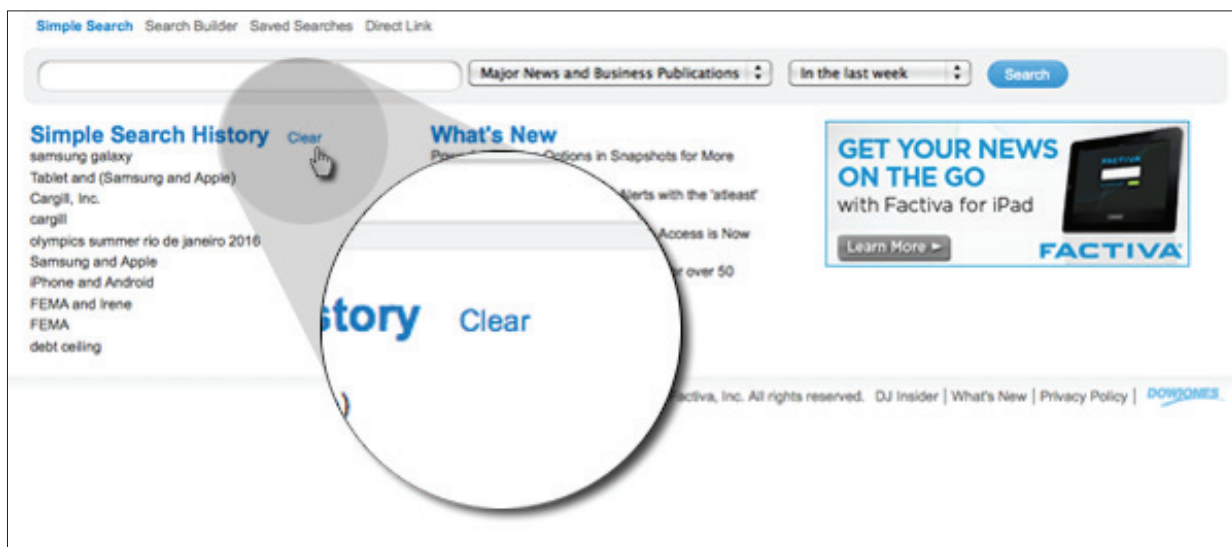 Simple Search Search Builder Saved Searches Direct Link
Major News and Business Publications In the last week Search
Simple Search History Clear
samsung galaxy
Tablet and (Samsung and Apple)
Cargill, Inc.
cargill
olympics summer rio de janeiro 2016
Samsung and Apple
iPhone and Android
FEMA and Irene
FEMA
debt ceiling
What's New
Options in Snapshots for More
Alerts with the 'atleast'
Access is Now
over 50
story Clear
)
GET YOUR NEWS
ON THE GO
with Factiva for iPad
Learn More
FACTIVA
FACTIVA
Inc. All rights reserved. DJ Insider | What's New | Privacy Policy | DOWJONES